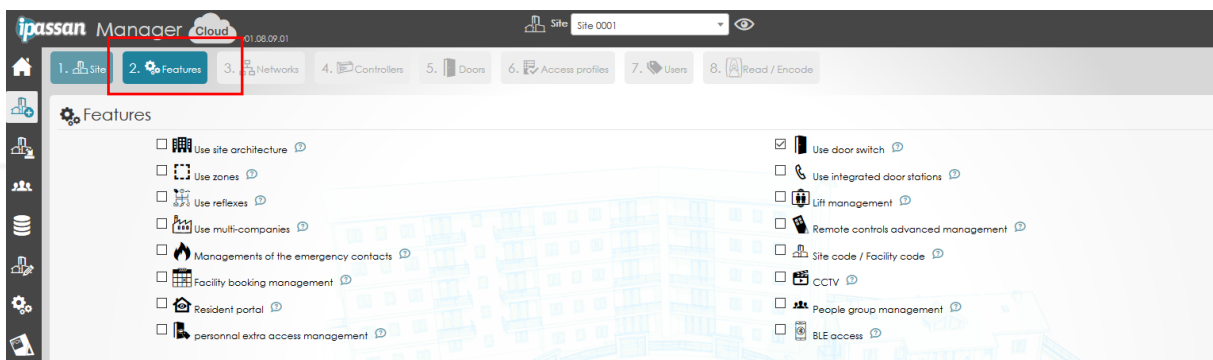 ipassan Manager Cloud v01.08.09.01 Site Site 0001
1. Site 2. Features 3. Networks 4. Controllers 5. Doors 6. Access profiles 7. Users 8. Read / Encode
Features
Use site architecture
Use door switch
Use zones
Use integrated door stations
Use reflexes
Lift management
Use multi-companies
Remote controls advanced management
Managements of the emergency contacts
Site code / Facility code
Facility booking management
CCTV
Resident portal
People group management
personnal extra access management
BLE access